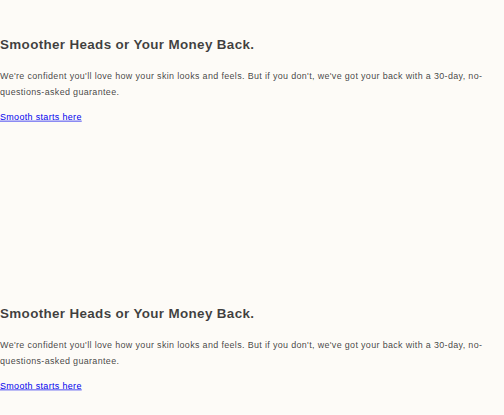 Smoother Heads or Your Money Back.
We're confident you'll love how your skin looks and feels. But if you don't, we've got your back with a 30-day, no-
questions-asked guarantee.
Smooth starts here
Smoother Heads or Your Money Back.
We're confident you'll love how your skin looks and feels. But if you don't, we've got your back with a 30-day, no-
questions-asked guarantee.
Smooth starts here